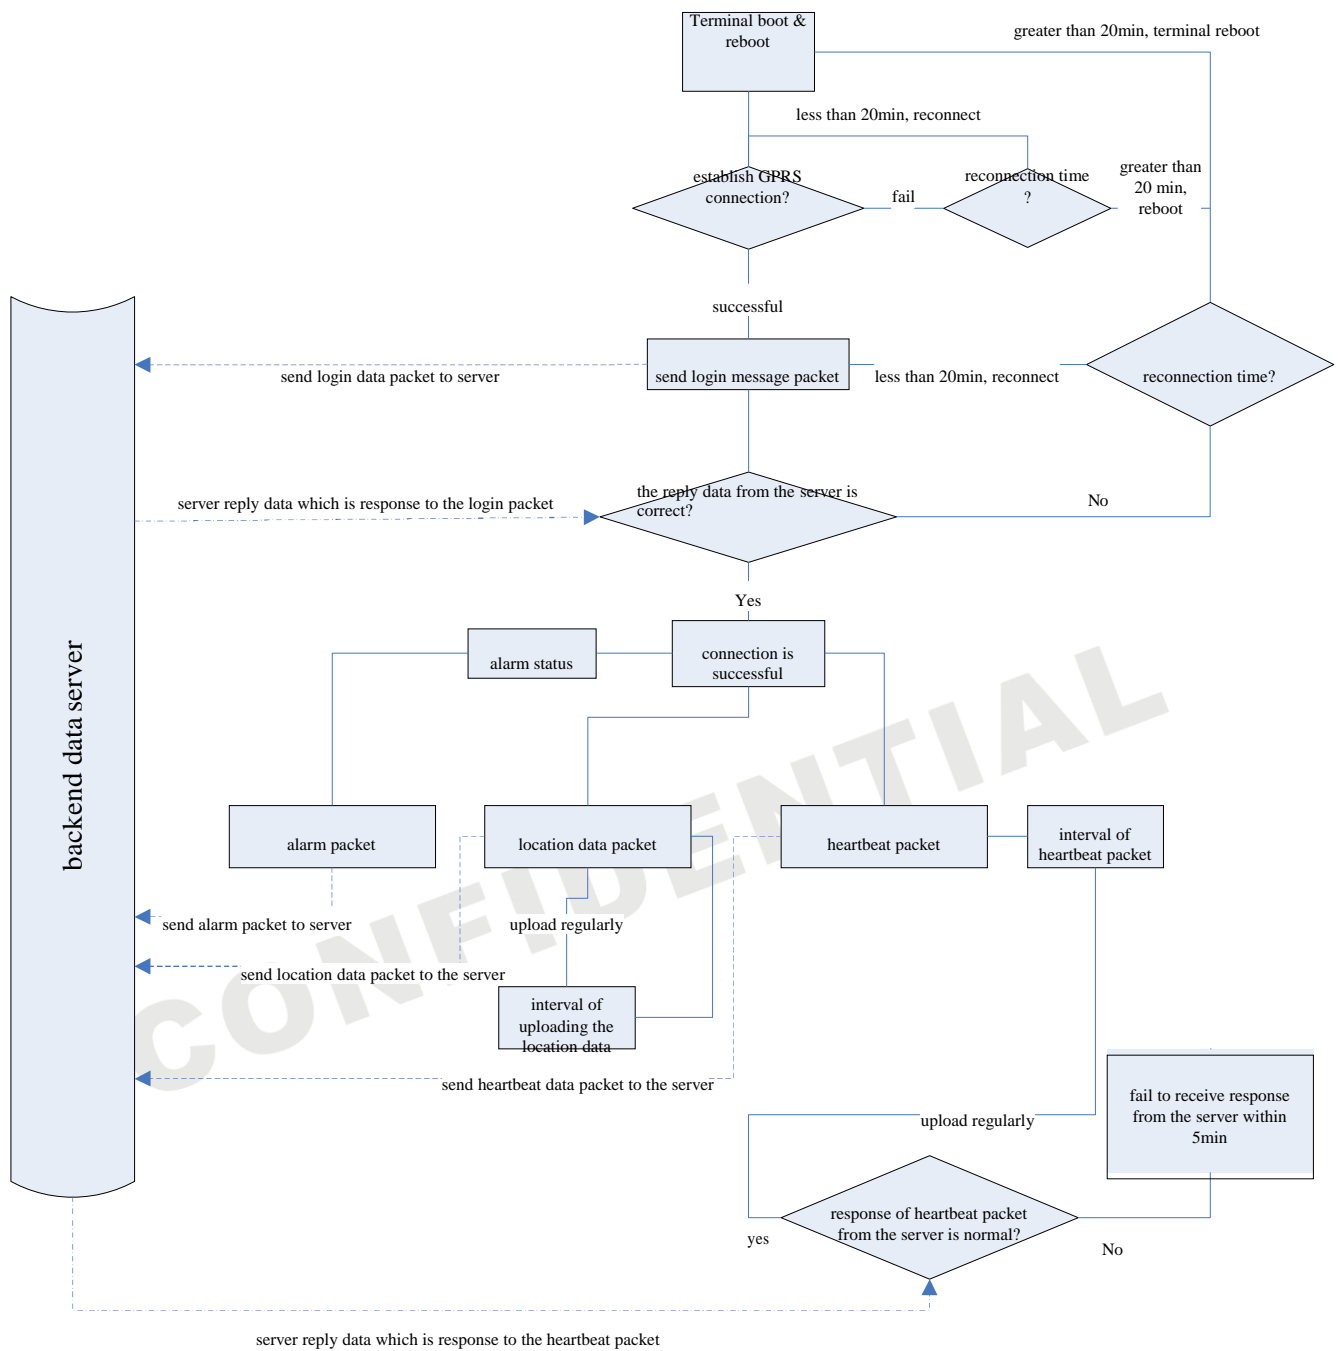 Terminal boot &
reboot
greater than 20min, terminal reboot
less than 20min, reconnect
establish GPRS
connection?
fail
reconnection time
?
greater than
20 min,
reboot
successful
send login data packet to server
send login message packet
less than 20min, reconnect
reconnection time?
server reply data which is response to the login packet
the reply data from the server is
correct?
No
Yes
alarm status
connection is
successful
backend data server
alarm packet
location data packet
heartbeat packet
interval of
heartbeat packet
send alarm packet to server
upload regularly
send location data packet to the server
interval of
uploading the
location data
send heartbeat data packet to the server
fail to receive response
from the server within
5min
upload regularly
response of heartbeat packet
from the server is normal?
yes
No
server reply data which is response to the heartbeat packet
CONFIDENTIAL